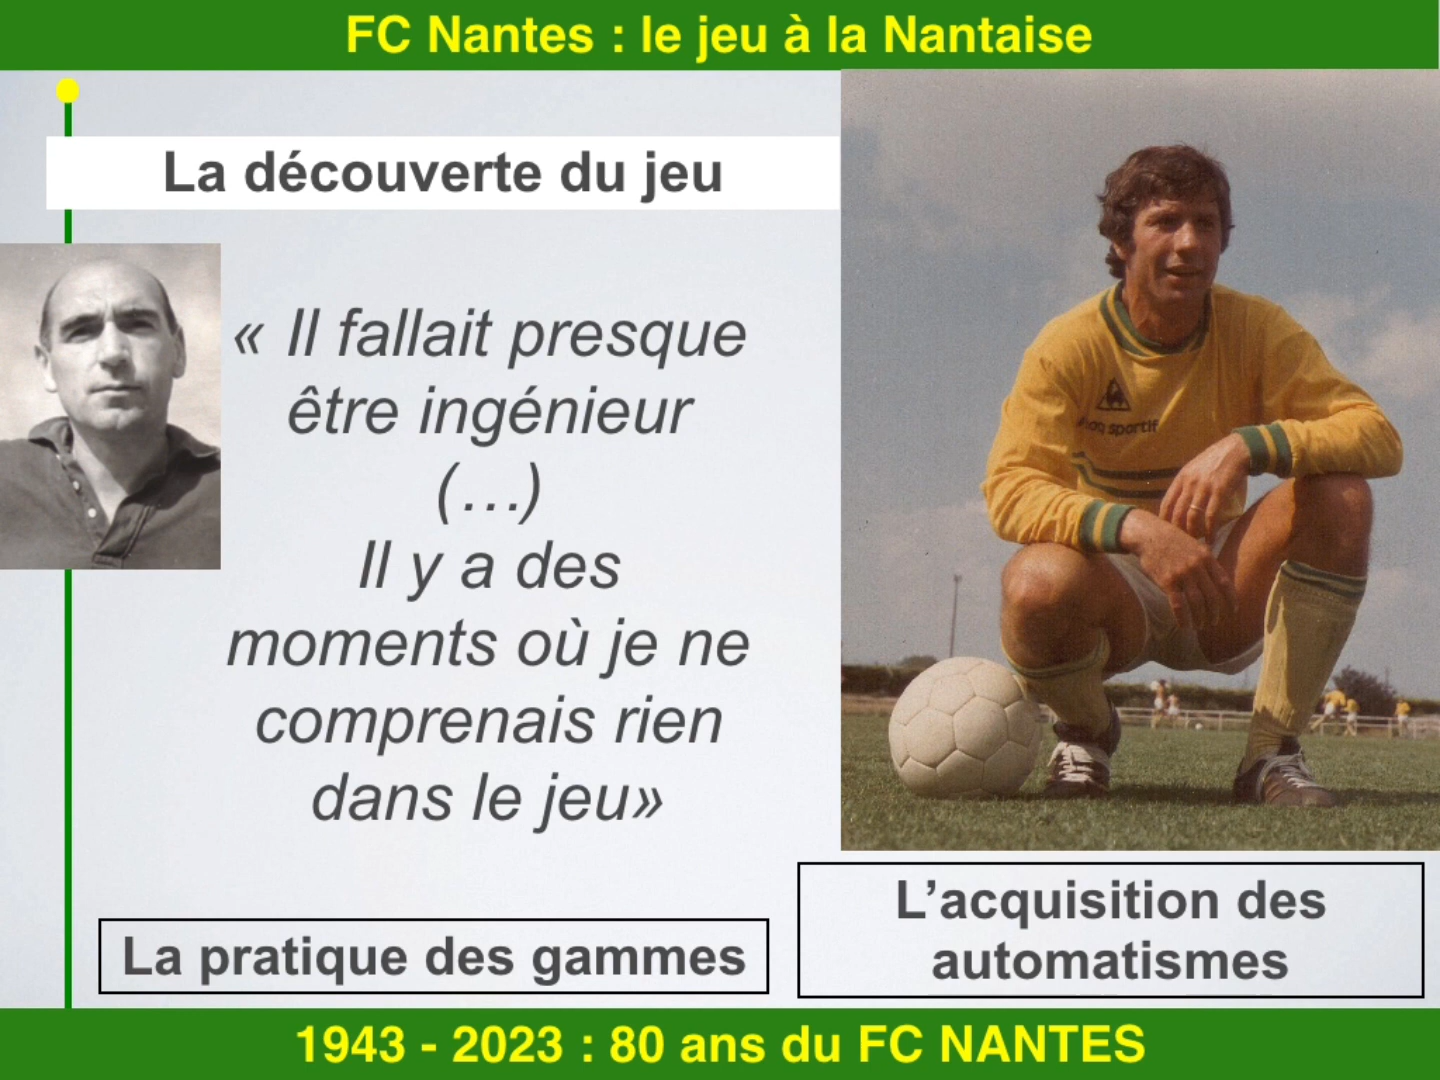 FC Nantes : le jeu à la Nantaise
La découverte du jeu
« Il fallait presque
être ingénieur
(…)
Il y a des
moments où je ne
comprenais rien
dans le jeu»
sportif
La pratique des gammes
L’acquisition des
automatismes
1943 - 2023 : 80 ans du FC NANTES